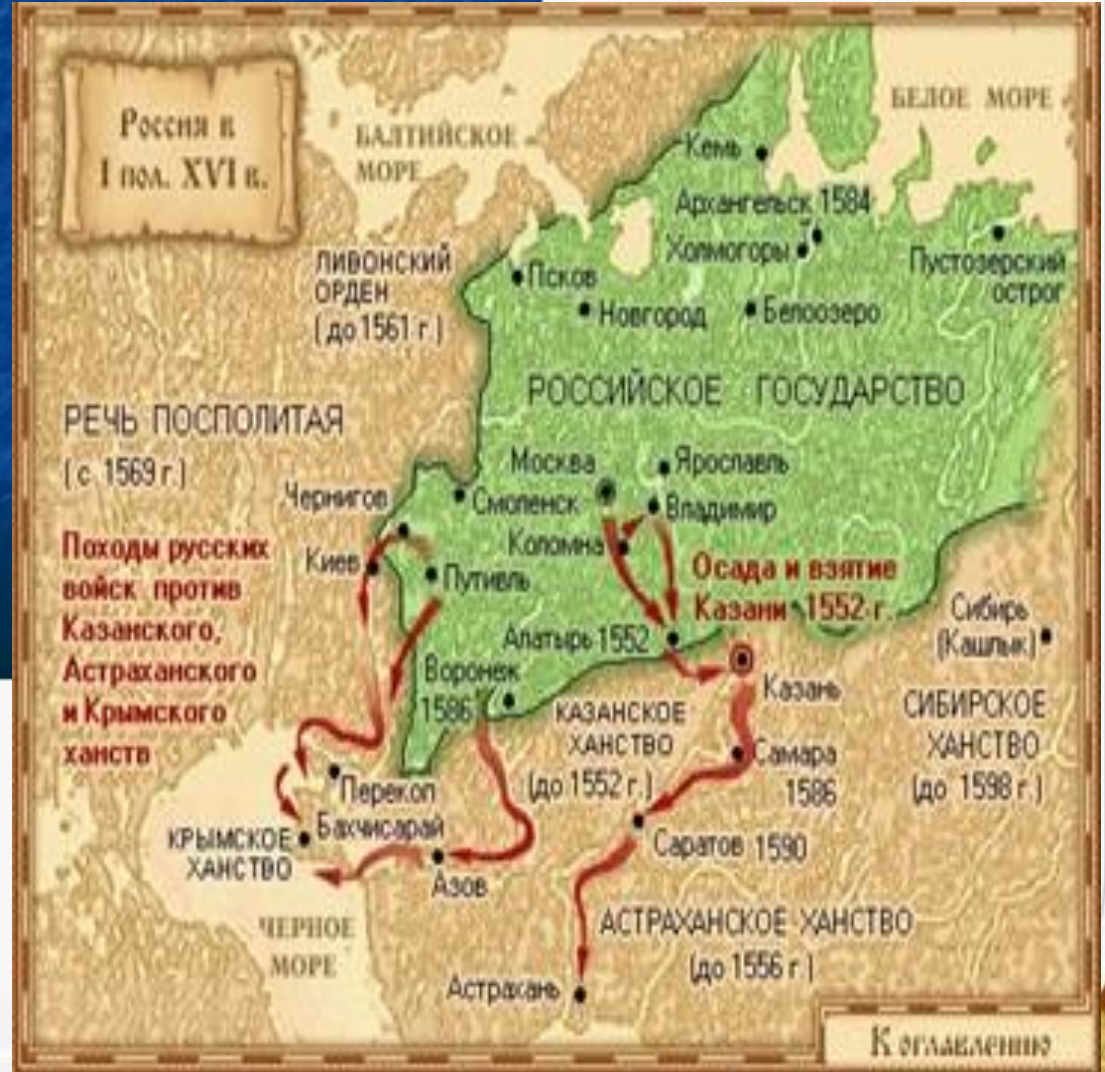 Россия в
I пол. XVI в.
БАЛТИЙСКОЕ
МОРЕ
БЕЛОЕ МОРЕ
Кемь
Архангельск 1584
Холмогоры
Пустозерский
острог
ЛИВОНСКИЙ
ОРДЕН
(до 1561 г.)
Псков
Новгород
Белоозеро
РОССИЙСКОЕ ГОСУДАРСТВО
РЕЧЬ ПОСПОЛИТАЯ
(с 1569 г.)
Москва
Ярославль
Чернигов
Смоленск
Владимир
Коломна
Киев
Путивль
Осада и взятие
Казани 1552 г.
Походы русских
войск против
Казанского,
Астраханского
и Крымского
ханств
Алатырь 1552
Сибирь
(Кашлык)
Воронеж
1586
Казань
КАЗАНСКОЕ
ХАНСТВО
(до 1552 г.)
СИБИРСКОЕ
ХАНСТВО
(до 1598 г.)
Самара
1586
Перекоп
Бахчисарай
КРЫМСКОЕ
ХАНСТВО
Саратов 1590
Азов
ЧЕРНОЕ
МОРЕ
АСТРАХАНСКОЕ ХАНСТВО
(до 1556 г.)
Астрахань
К оглавлению